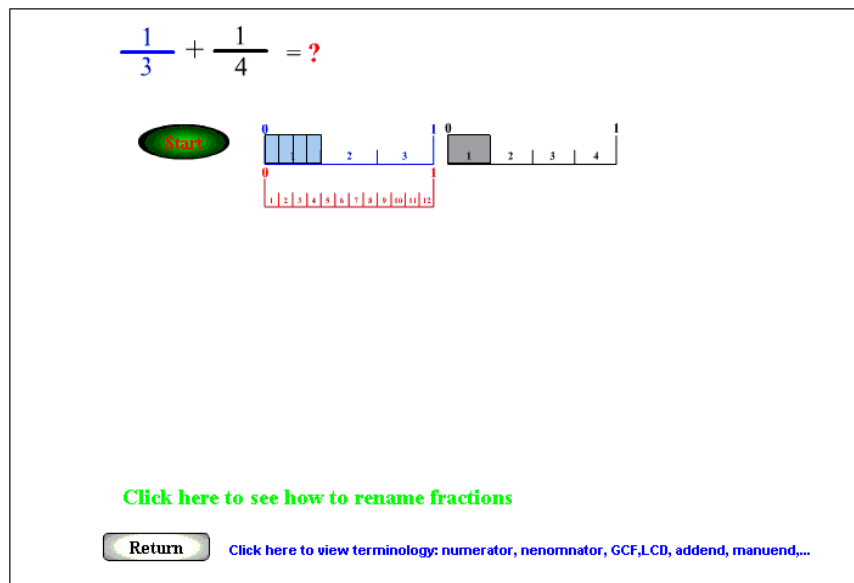 1/3 + 1/4 = ?
Start
0 1 0 1
1 2 3 1 2 3 4
0 1
1 2 3 4 5 6 7 8 9 10 11 12
Click here to see how to rename fractions
Return
Click here to view terminology: numerator, nenomnator, GCF,LCD, addend, manuend,...